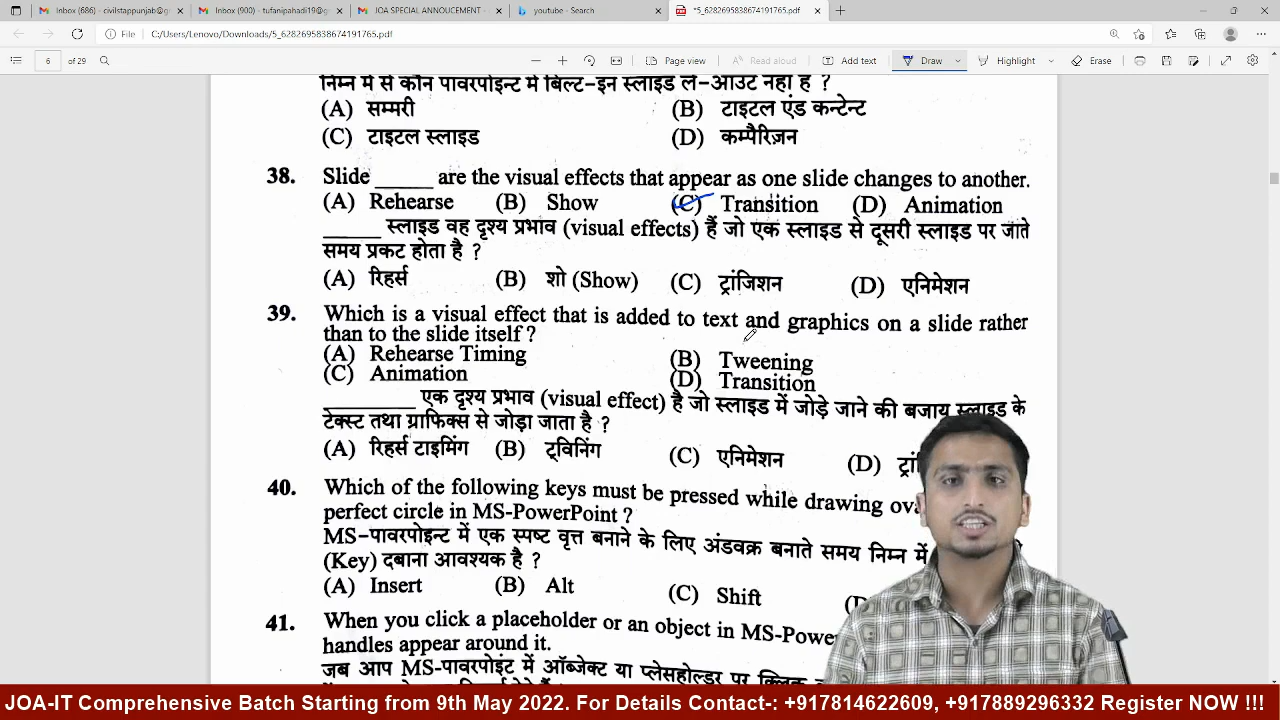 Inbox (686) - civilstappunjab@g
Inbox (900) - tufanipahadi19@g
JOA SPECIAL ANNOUCEMENT -
youtube - Search
*5_6282695838674191765.pdf
File
C:/Users/Lenovo/Downloads/5_6282695838674191765.pdf
6 of 29
Page view
Read aloud
Add text
Draw
Highlight
Erase
निम्न में से कौन पावरपोइन्ट में बिल्ट-इन स्लाइड ले-आउट नहीं है ?
(A) सम्मरी (B) टाइटल एंड कन्टेन्ट
(C) टाइटल स्लाइड (D) कम्पैरिज़न
38. Slide _____ are the visual effects that appear as one slide changes to another.
(A) Rehearse (B) Show (C) Transition (D) Animation
_____ स्लाइड वह दृश्य प्रभाव (visual effects) हैं जो एक स्लाइड से दूसरी स्लाइड पर जाते
समय प्रकट होता है ?
(A) रिहर्स (B) शो (Show) (C) ट्रांजिशन (D) एनिमेशन
39. Which is a visual effect that is added to text and graphics on a slide rather
than to the slide itself ?
(A) Rehearse Timing (B) Tweening
(C) Animation (D) Transition
________ एक दृश्य प्रभाव (visual effect) है जो स्लाइड में जोड़े जाने की बजाय स्लाइड के
टेक्स्ट तथा ग्राफिक्स से जोड़ा जाता है ?
(A) रिहर्स टाइमिंग (B) ट्विनिंग (C) एनिमेशन (D)
40. Which of the following keys must be pressed while drawing
perfect circle in MS-PowerPoint ?
MS-पावरपोइन्ट में एक स्पष्ट वृत्त बनाने के लिए अंडवक्र बनाते समय निम्न में
(Key) दबाना आवश्यक है ?
(A) Insert (B) Alt (C) Shift
41. When you click a placeholder or an object in
handles appear around it.
जब आप MS-पावरपोइंट में ऑब्जेक्ट या प्लेसहोल्डर पर क्लिक
JOA-IT Comprehensive Batch Starting from 9th May 2022. For Details Contact-: +917814622609, +917889296332 Register NOW !!!